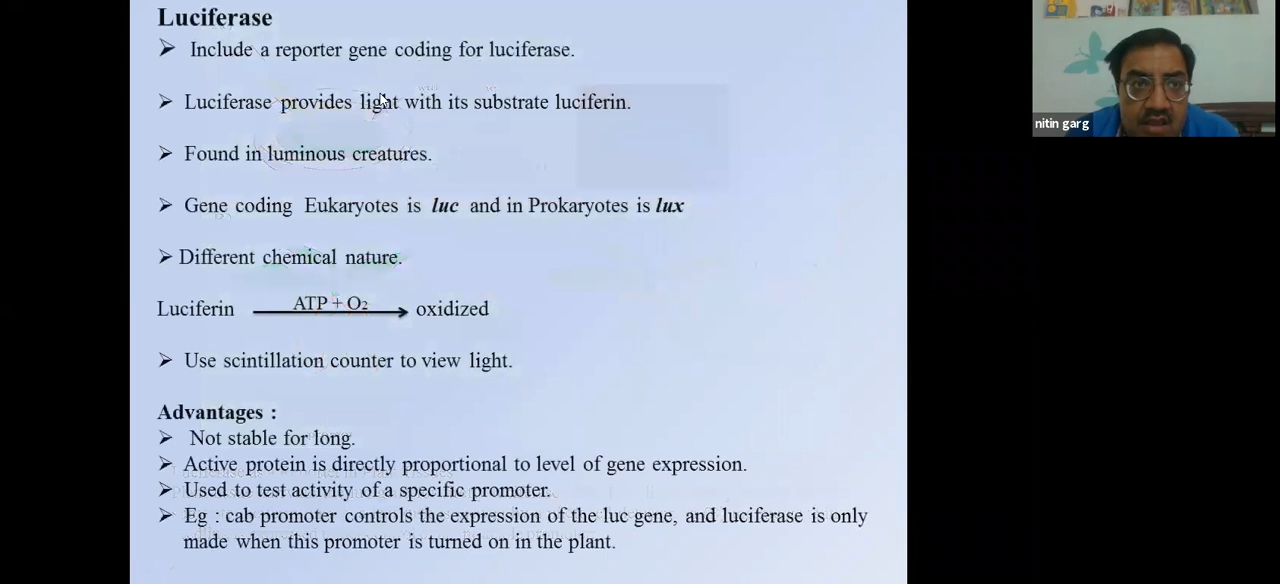 Luciferase
➢ Include a reporter gene coding for luciferase.
➢ Luciferase provides light with its substrate luciferin.
➢ Found in luminous creatures.
➢ Gene coding Eukaryotes is luc and in Prokaryotes is lux
➢ Different chemical nature.
Luciferin ATP + O2 oxidized
➢ Use scintillation counter to view light.
Advantages :
➢ Not stable for long.
➢ Active protein is directly proportional to level of gene expression.
➢ Used to test activity of a specific promoter.
➢ Eg : cab promoter controls the expression of the luc gene, and luciferase is only
made when this promoter is turned on in the plant.
nitin garg